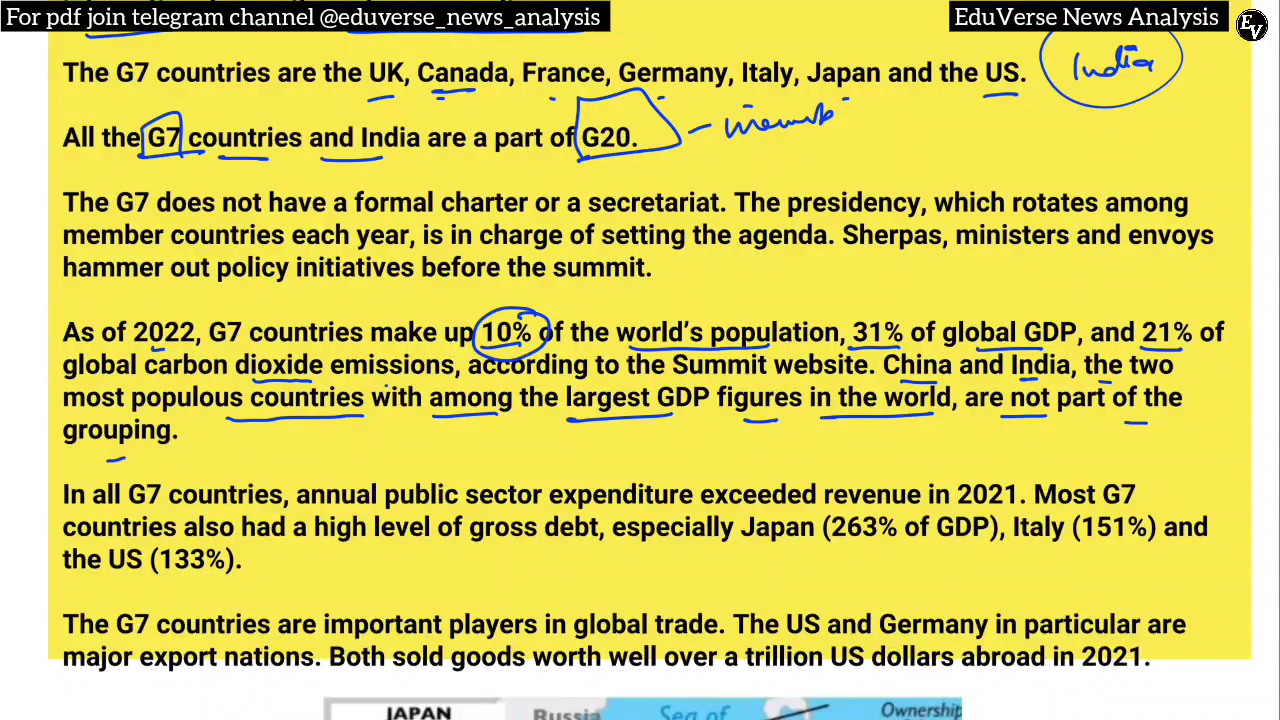 For pdf join telegram channel @eduverse_news_analysis
EduVerse News Analysis
EV
The G7 countries are the UK, Canada, France, Germany, Italy, Japan and the US.
India
All the G7 countries and India are a part of G20.
The G7 does not have a formal charter or a secretariat. The presidency, which rotates among
member countries each year, is in charge of setting the agenda. Sherpas, ministers and envoys
hammer out policy initiatives before the summit.
As of 2022, G7 countries make up 10% of the world's population, 31% of global GDP, and 21% of
global carbon dioxide emissions, according to the Summit website. China and India, the two
most populous countries with among the largest GDP figures in the world, are not part of the
grouping.
In all G7 countries, annual public sector expenditure exceeded revenue in 2021. Most G7
countries also had a high level of gross debt, especially Japan (263% of GDP), Italy (151%) and
the US (133%).
The G7 countries are important players in global trade. The US and Germany in particular are
major export nations. Both sold goods worth well over a trillion US dollars abroad in 2021.
JAPAN Russia Sea of Ownership